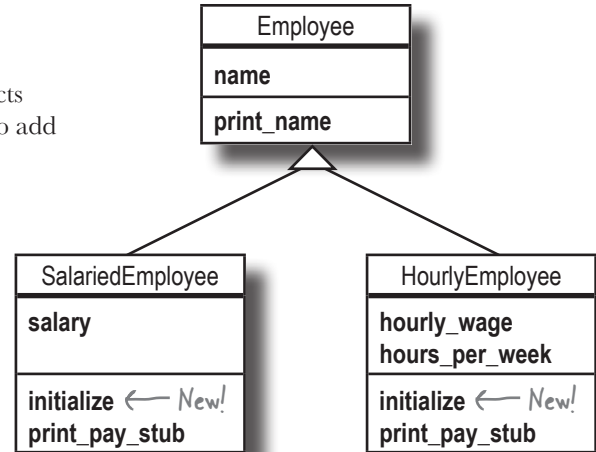 Employee
name
print_name
cts
o add
SalariedEmployee
salary
initialize ← New!
print_pay_stub
HourlyEmployee
hourly_wage
hours_per_week
initialize ← New!
print_pay_stub